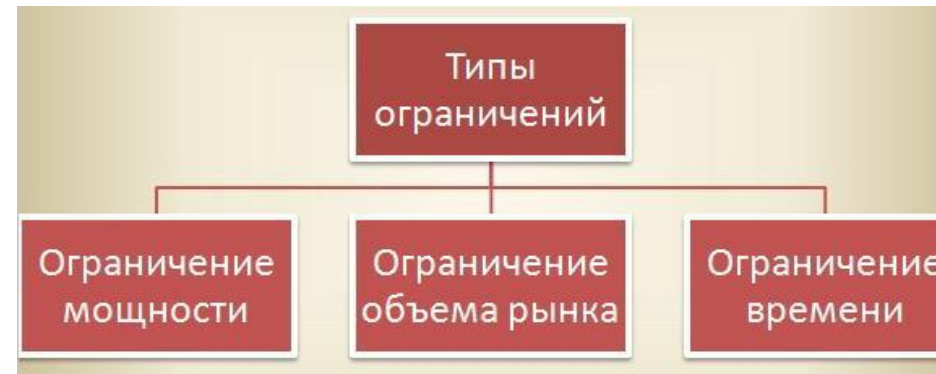 Типы
ограничений
Ограничение
мощности
Ограничение
объема рынка
Ограничение
времени